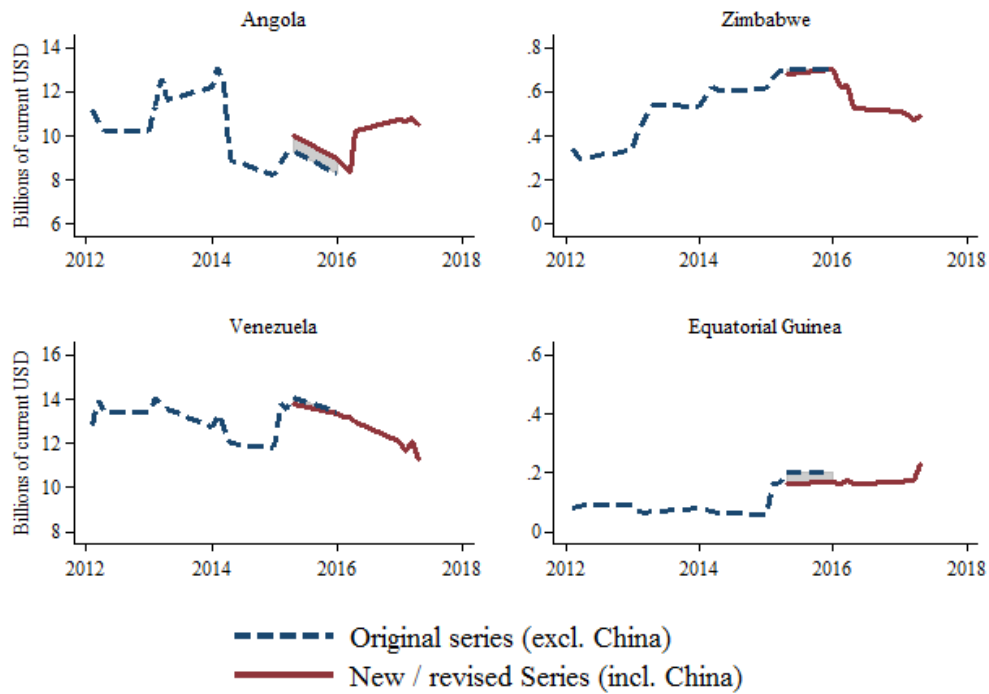 Angola
Zimbabwe
Billions of current USD
14
12
10
8
6
2012 2014 2016 2018
.8
.6
.4
.2
0
2012 2014 2016 2018
Venezuela
Equatorial Guinea
Billions of current USD
16
14
12
10
8
2012 2014 2016 2018
.6
.4
.2
0
2012 2014 2016 2018
Original series (excl. China)
New / revised Series (incl. China)